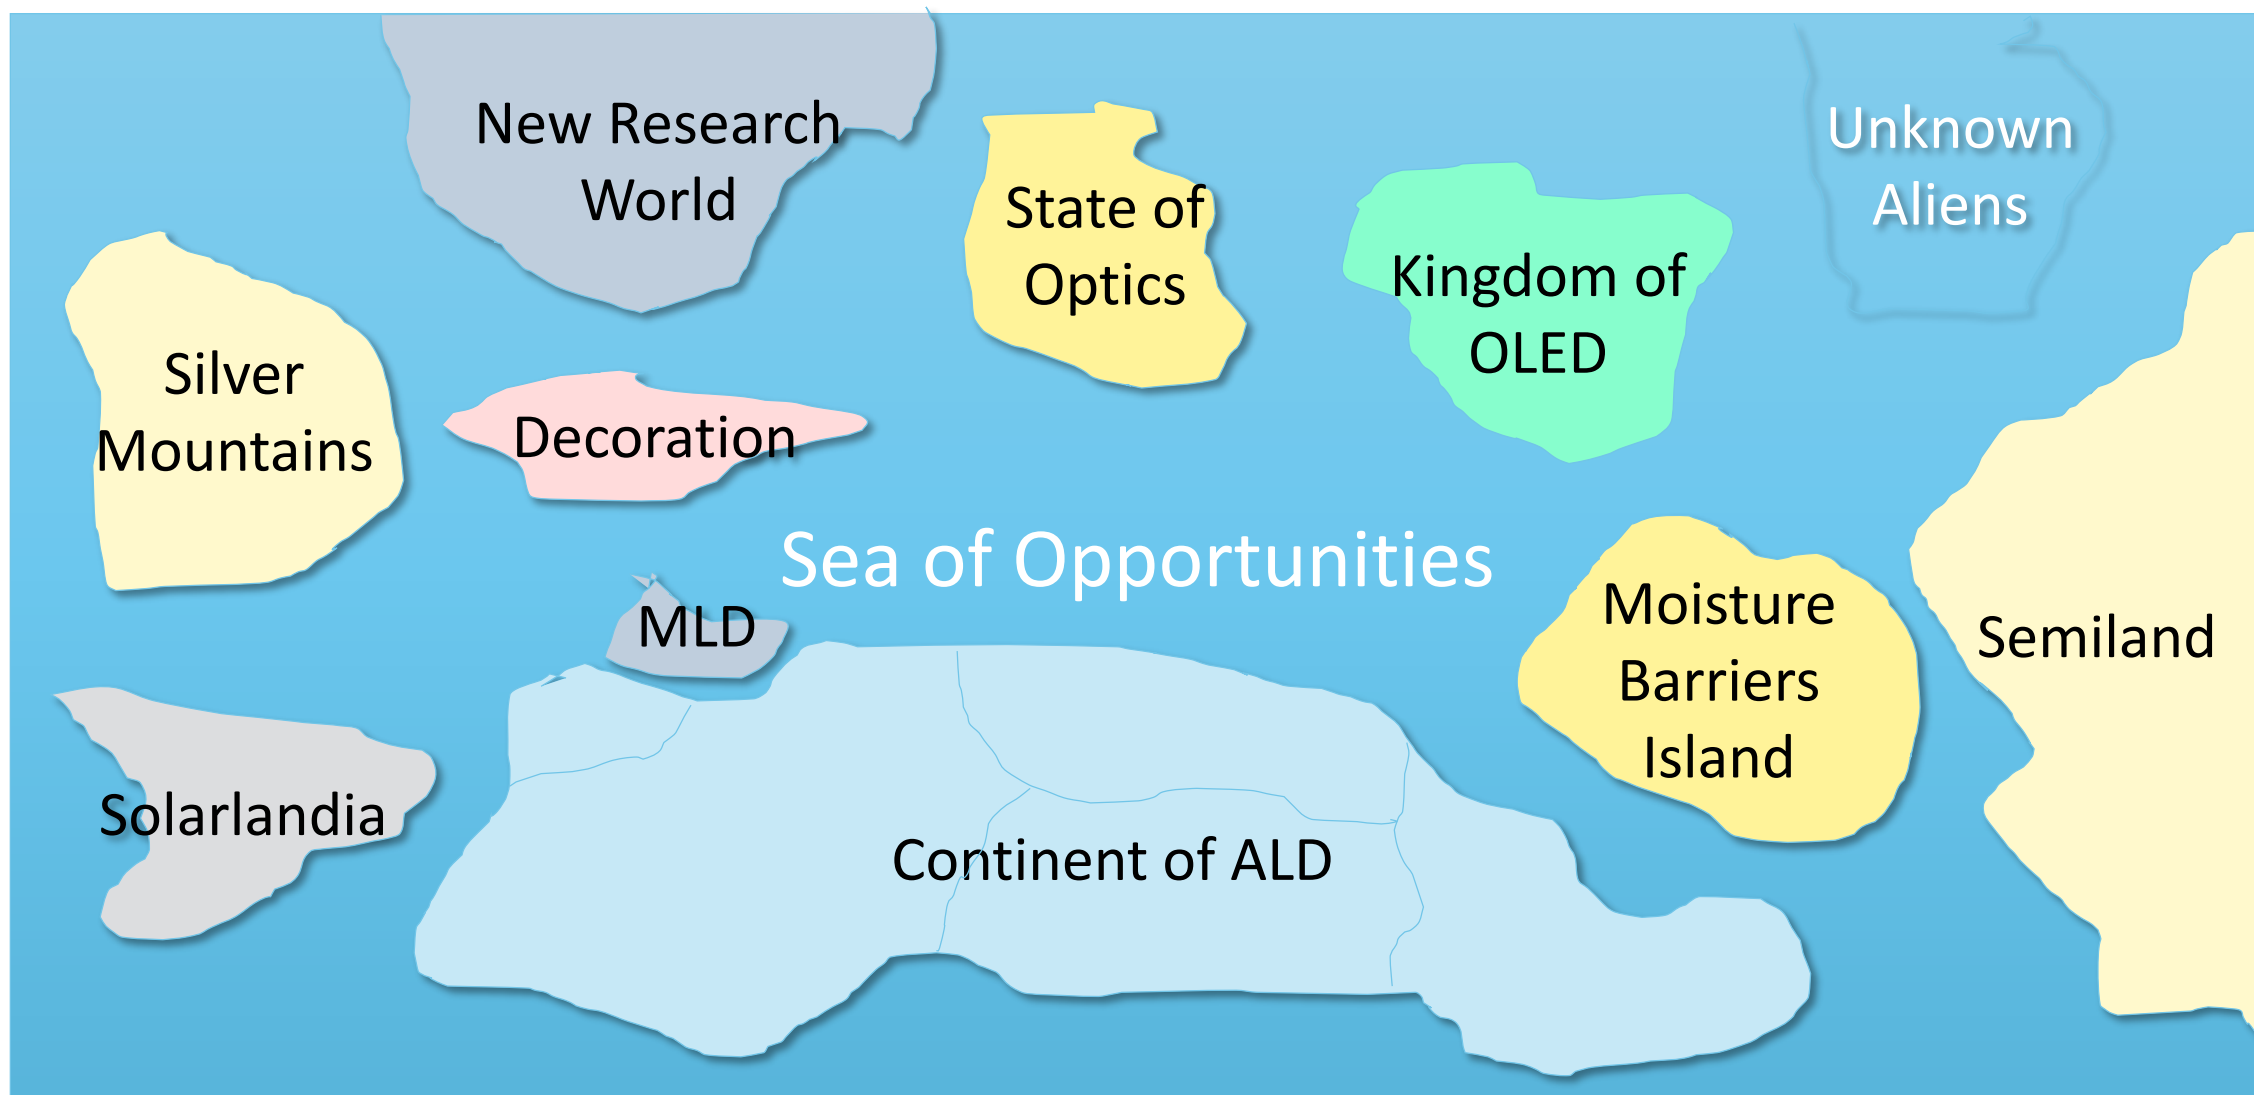 New Research
World
State of
Optics
Unknown
Aliens
Kingdom of
OLED
Silver
Mountains
Decoration
Sea of Opportunities
MLD
Moisture
Barriers
Island
Semiland
Solarlandia
Continent of ALD